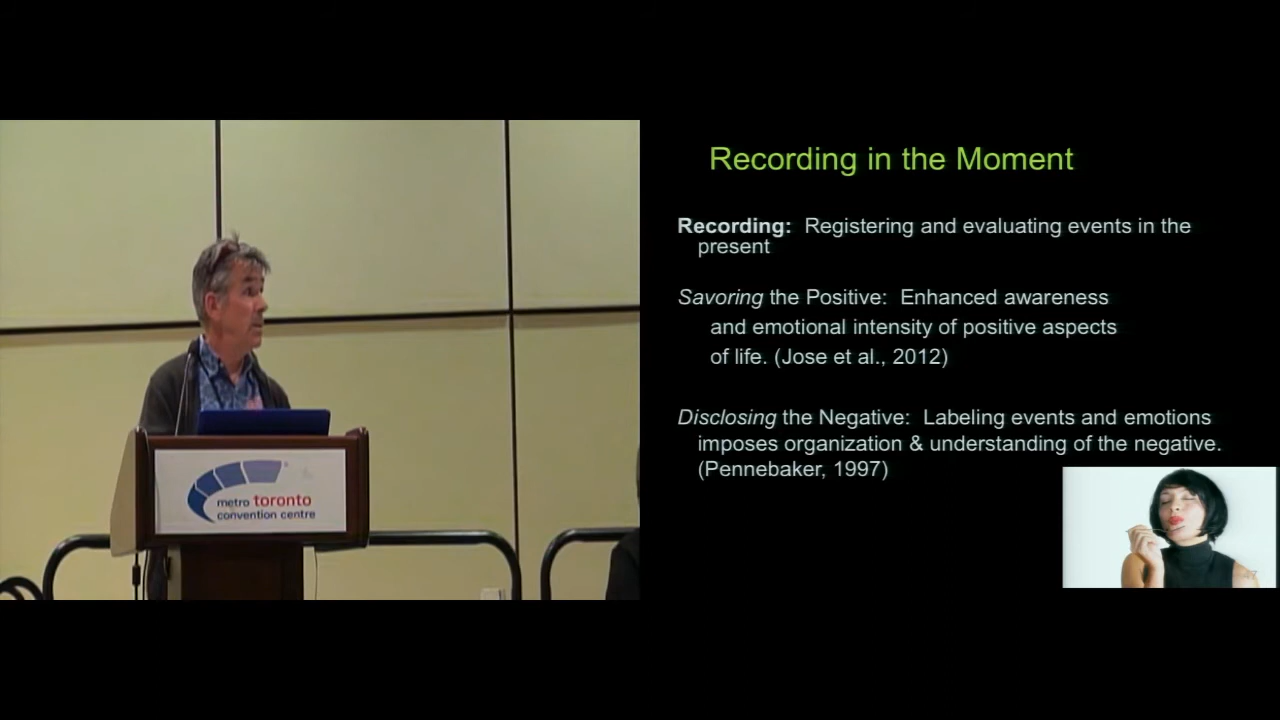 Recording in the Moment
Recording: Registering and evaluating events in the
present
Savoring the Positive: Enhanced awareness
and emotional intensity of positive aspects
of life. (Jose et al., 2012)
Disclosing the Negative: Labeling events and emotions
imposes organization & understanding of the negative.
(Pennebaker, 1997)
metro toronto
convention centre